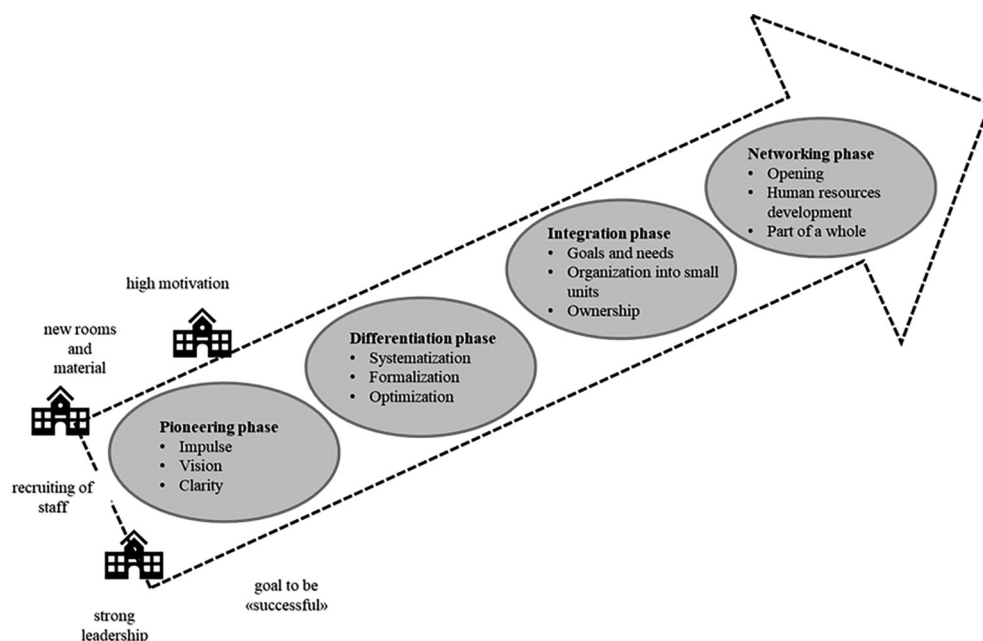 Networking phase
• Opening
• Human resources
development
• Part of a whole
Integration phase
• Goals and needs
• Organization into small
units
• Ownership
high motivation
new rooms
and
material
Differentiation phase
• Systematization
• Formalization
• Optimization
Pioneering phase
• Impulse
• Vision
• Clarity
recruiting of
staff
goal to be
«successful»
strong
leadership